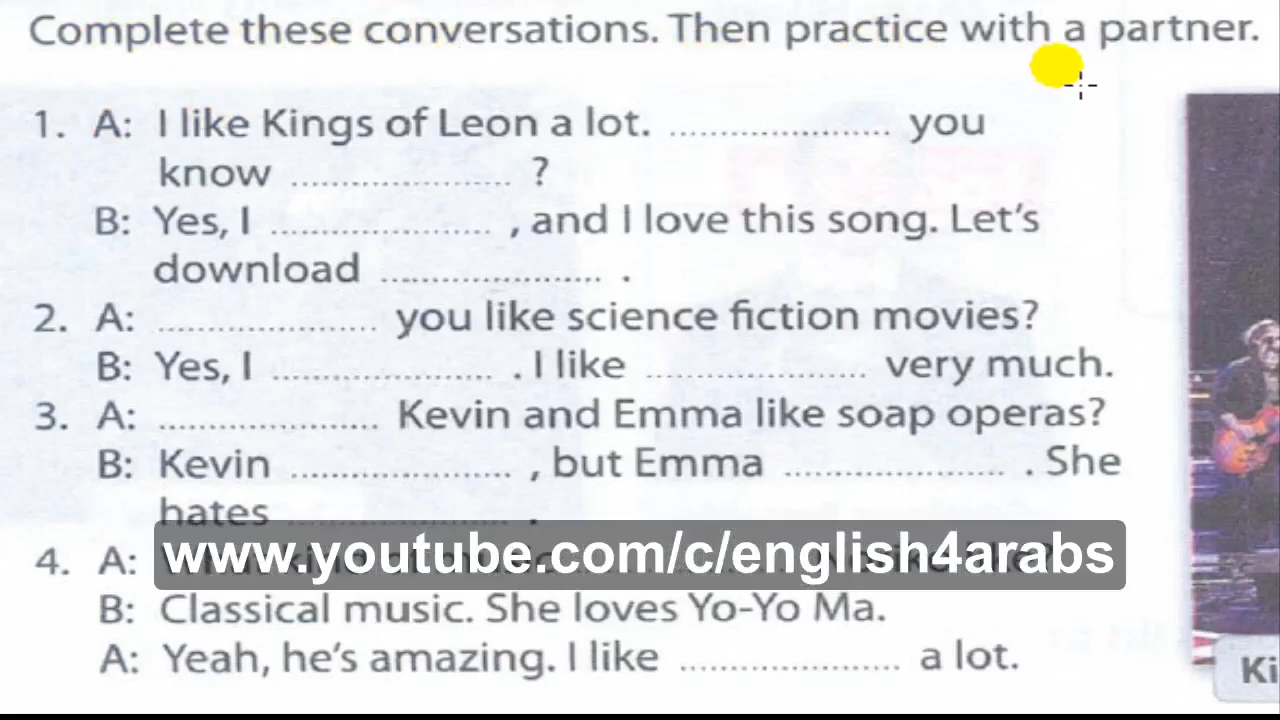 Complete these conversations. Then practice with a partner.
1. A: I like Kings of Leon a lot. ........................ you
know ........................ ?
B: Yes, I ........................ , and I love this song. Let's
download ........................ .
2. A: ........................ you like science fiction movies?
B: Yes, I ........................ . I like ........................ very much.
3. A: ........................ Kevin and Emma like soap operas?
B: Kevin ........................ , but Emma ........................ . She
hates ........................ .
4. A:
www.youtube.com/c/english4arabs
B: Classical music. She loves Yo-Yo Ma.
A: Yeah, he's amazing. I like ........................ a lot.
Ki